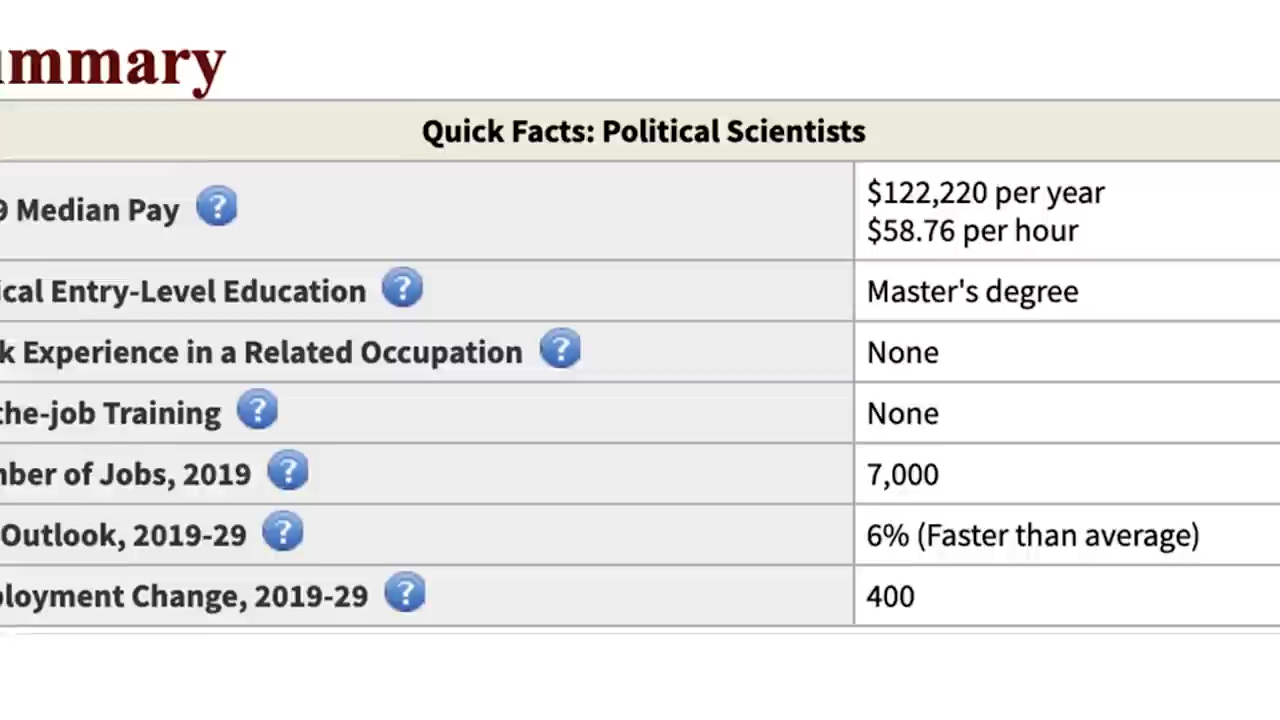 ummary
Quick Facts: Political Scientists
9 Median Pay
$122,220 per year
$58.76 per hour
ical Entry-Level Education
Master's degree
k Experience in a Related Occupation
None
the-job Training
None
nber of Jobs, 2019
7,000
Outlook, 2019-29
6% (Faster than average)
ployment Change, 2019-29
400